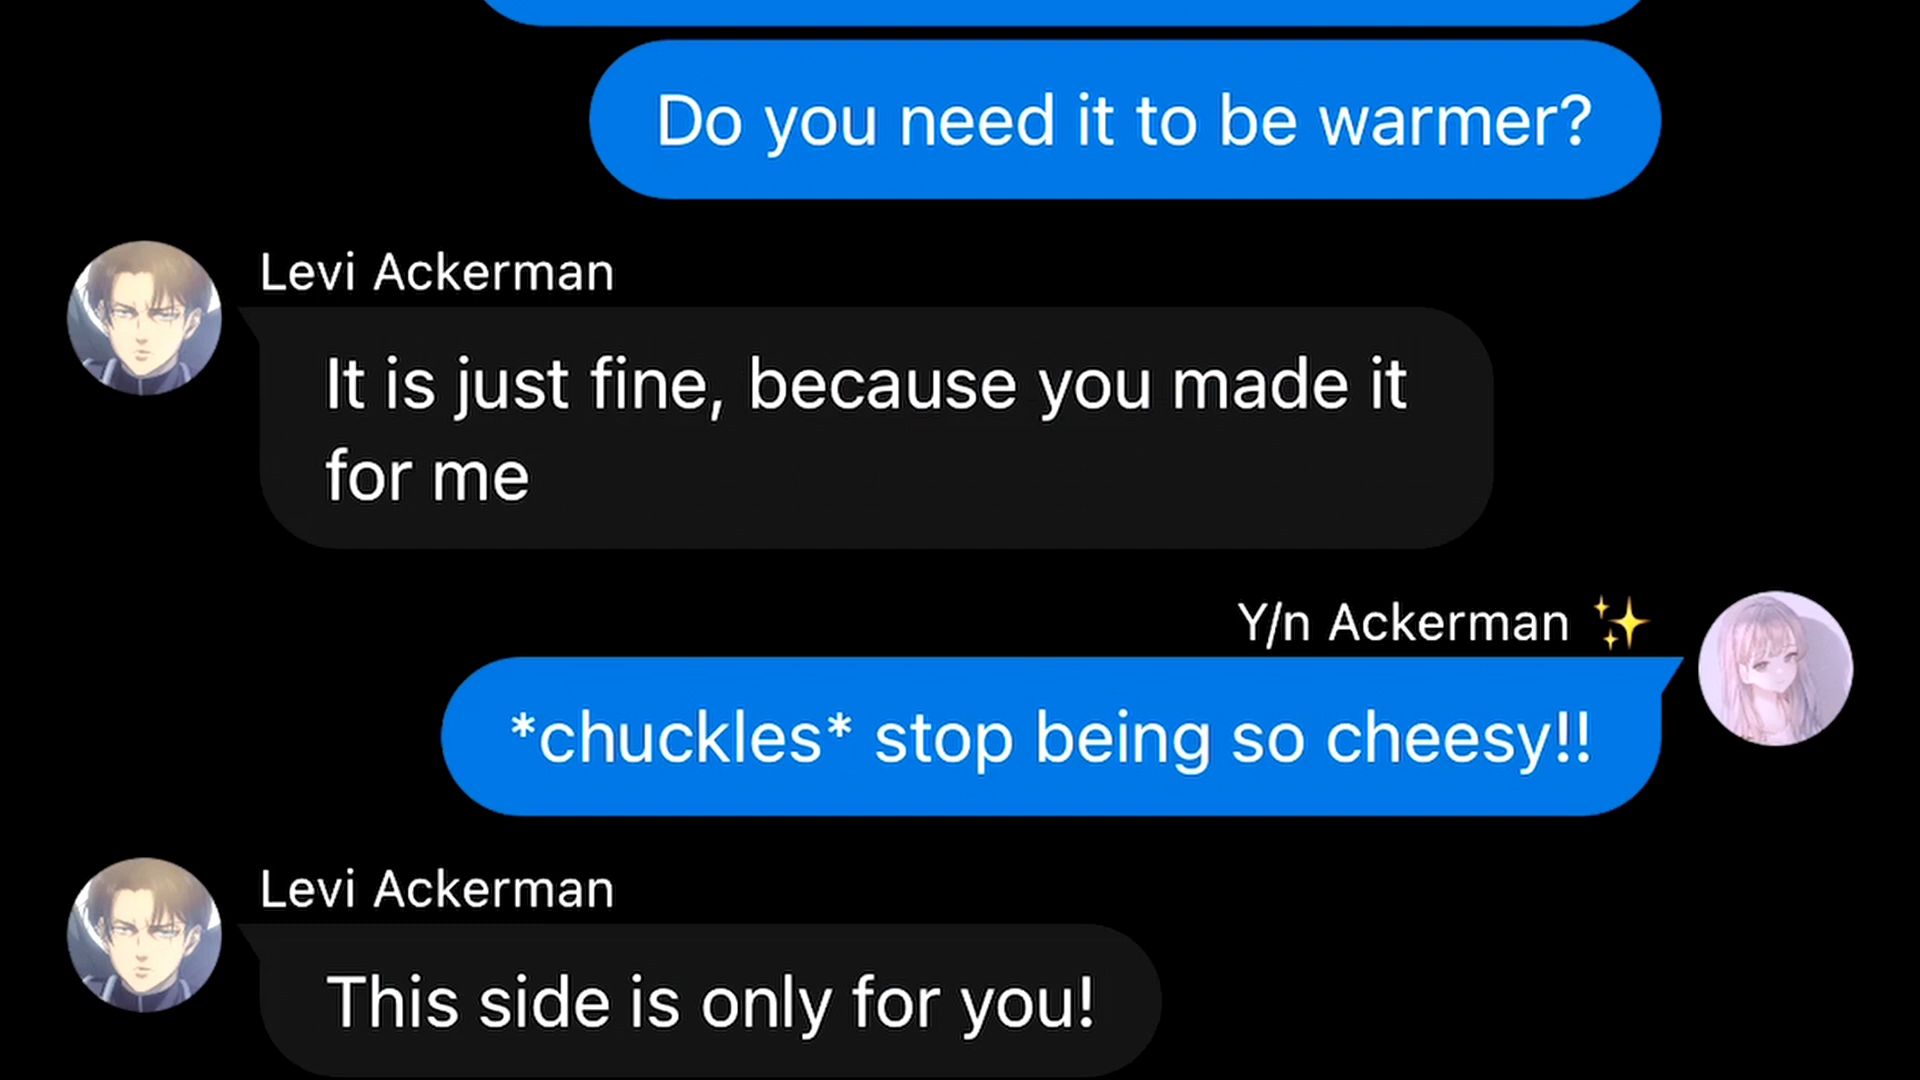 Do you need it to be warmer?
Levi Ackerman
It is just fine, because you made it
for me
Y/n Ackerman ✨
*chuckles* stop being so cheesy!!
Levi Ackerman
This side is only for you!